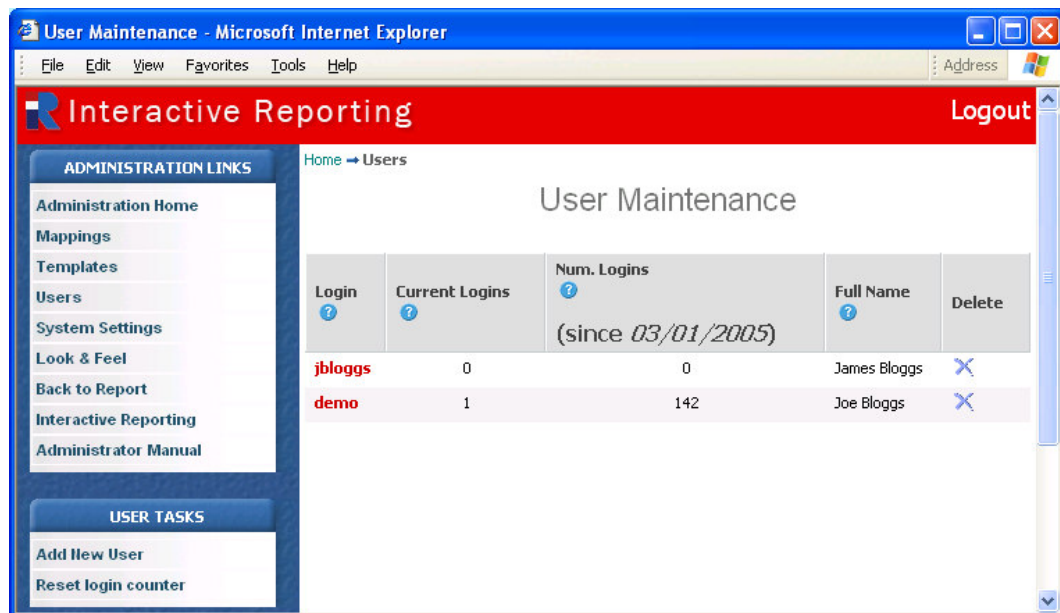 User Maintenance - Microsoft Internet Explorer
File Edit View Favorites Tools Help Address
Interactive Reporting Logout
ADMINISTRATION LINKS
Administration Home
Mappings
Templates
Users
System Settings
Look & Feel
Back to Report
Interactive Reporting
Administrator Manual
USER TASKS
Add New User
Reset login counter
Home → Users
User Maintenance
Login ? Current Logins ? Num. Logins ? (since 03/01/2005) Full Name ? Delete
jbloggs 0 0 James Bloggs
demo 1 142 Joe Bloggs